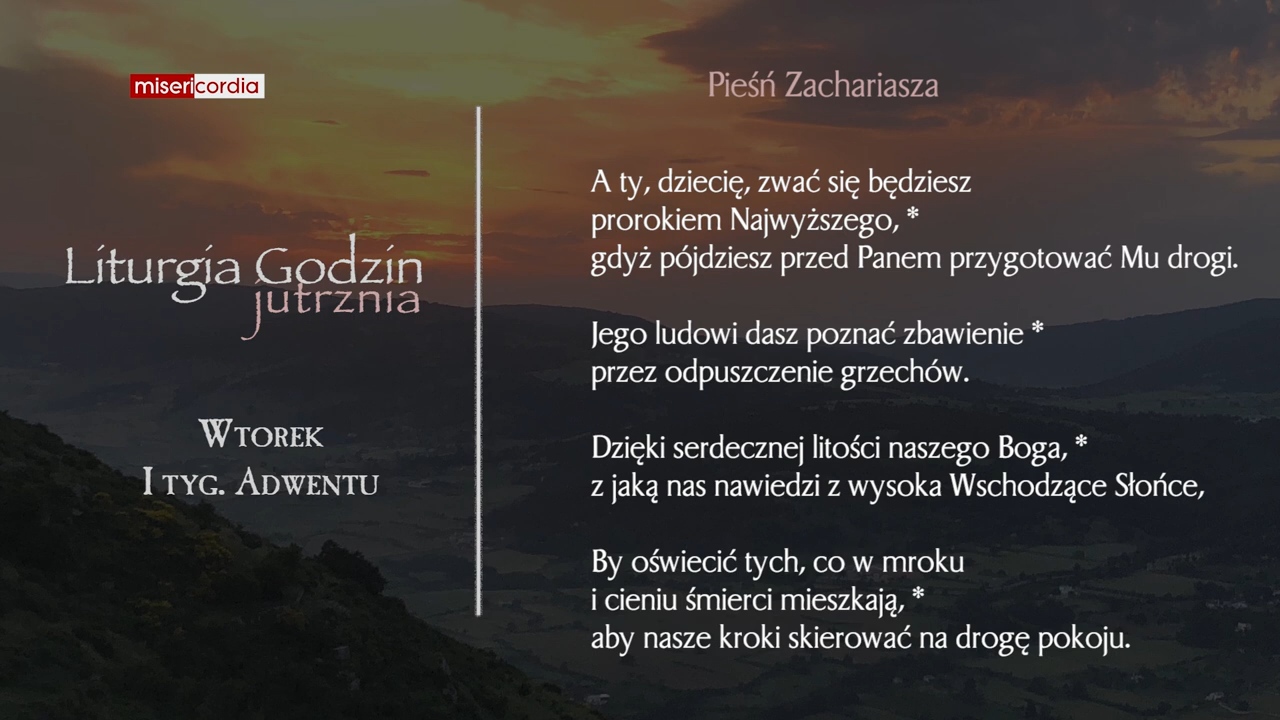 misericordia
Liturgia Godzin
jutrznia
Wtorek
I tyg. Adwentu
Pieśń Zachariasza
A ty, dziecię, zwać się będziesz
prorokiem Najwyższego, *
gdyż pójdziesz przed Panem przygotować Mu drogi.
Jego ludowi dasz poznać zbawienie *
przez odpuszczenie grzechów.
Dzięki serdecznej litości naszego Boga, *
z jaką nas nawiedzi z wysoka Wschodzące Słońce,
By oświecić tych, co w mroku
i cieniu śmierci mieszkają, *
aby nasze kroki skierować na drogę pokoju.